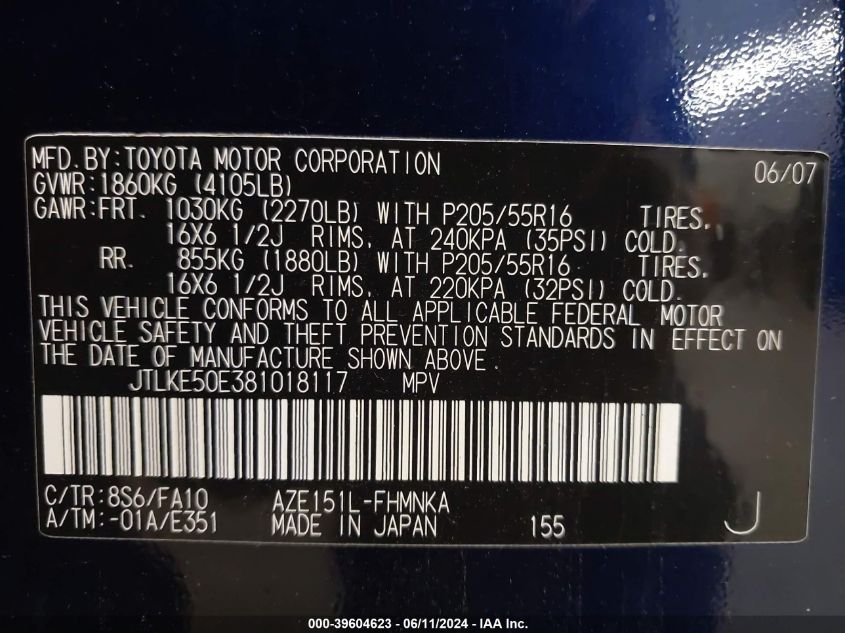 MFD.BY:TOYOTA MOTOR CORPORATION 06/07
GVWR:1860KG (4105LB)
GAWR:FRT. 1030KG (2270LB) WITH P205/55R16 TIRES,
16X6 1/2J RIMS, AT 240KPA (35PSI) COLD.
RR. 855KG (1880LB) WITH P205/55R16 TIRES,
16X6 1/2J RIMS, AT 220KPA (32PSI) COLD.
THIS VEHICLE CONFORMS TO ALL APPLICABLE FEDERAL MOTOR
VEHICLE SAFETY AND THEFT PREVENTION STANDARDS IN EFFECT ON
THE DATE OF MANUFACTURE SHOWN ABOVE.
JTLKE50E381018117 MPV
C/TR:8S6/FA10 AZE151L-FHMNKA
A/TM:-01A/E351 MADE IN JAPAN 155 J
000-39604623 - 06/11/2024 - IAA Inc.